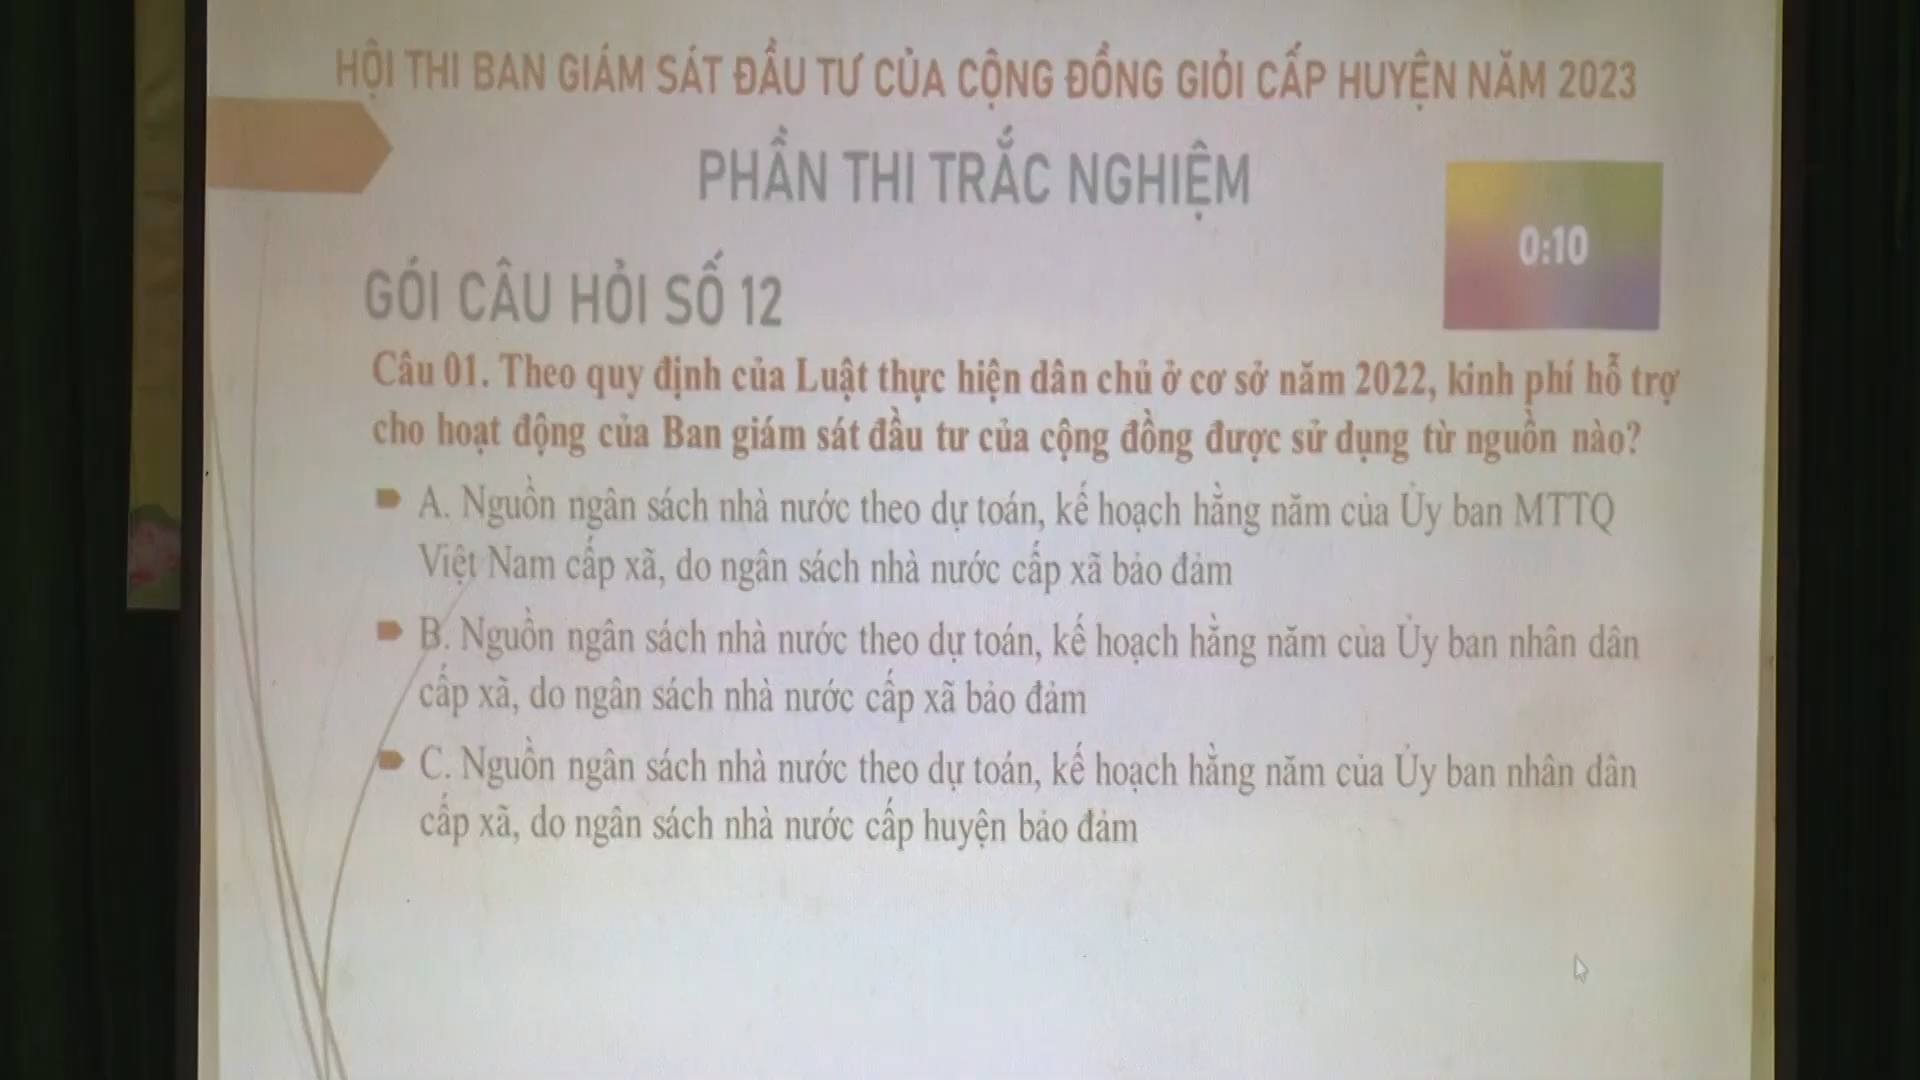 HỘI THI BAN GIÁM SÁT ĐẦU TƯ CỦA CỘNG ĐỒNG GIỎI CẤP HUYỆN NĂM 2023
PHẦN THI TRẮC NGHIỆM
0:10
GÓI CÂU HỎI SỐ 12
Câu 01. Theo quy định của Luật thực hiện dân chủ ở cơ sở năm 2022, kinh phí hỗ trợ
cho hoạt động của Ban giám sát đầu tư của cộng đồng được sử dụng từ nguồn nào?
A. Nguồn ngân sách nhà nước theo dự toán, kế hoạch hằng năm của Ủy ban MTTQ
Việt Nam cấp xã, do ngân sách nhà nước cấp xã bảo đảm
B. Nguồn ngân sách nhà nước theo dự toán, kế hoạch hằng năm của Ủy ban nhân dân
cấp xã, do ngân sách nhà nước cấp xã bảo đảm
C. Nguồn ngân sách nhà nước theo dự toán, kế hoạch hằng năm của Ủy ban nhân dân
cấp xã, do ngân sách nhà nước cấp huyện bảo đảm